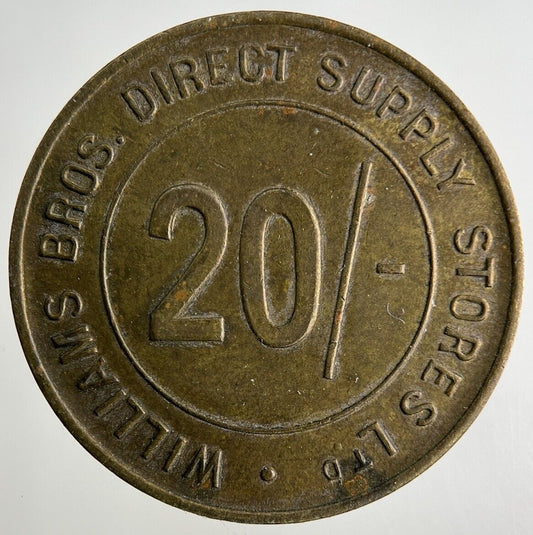 WILLIAMS BROS. DIRECT SUPPLY STORES LTD •
20/-